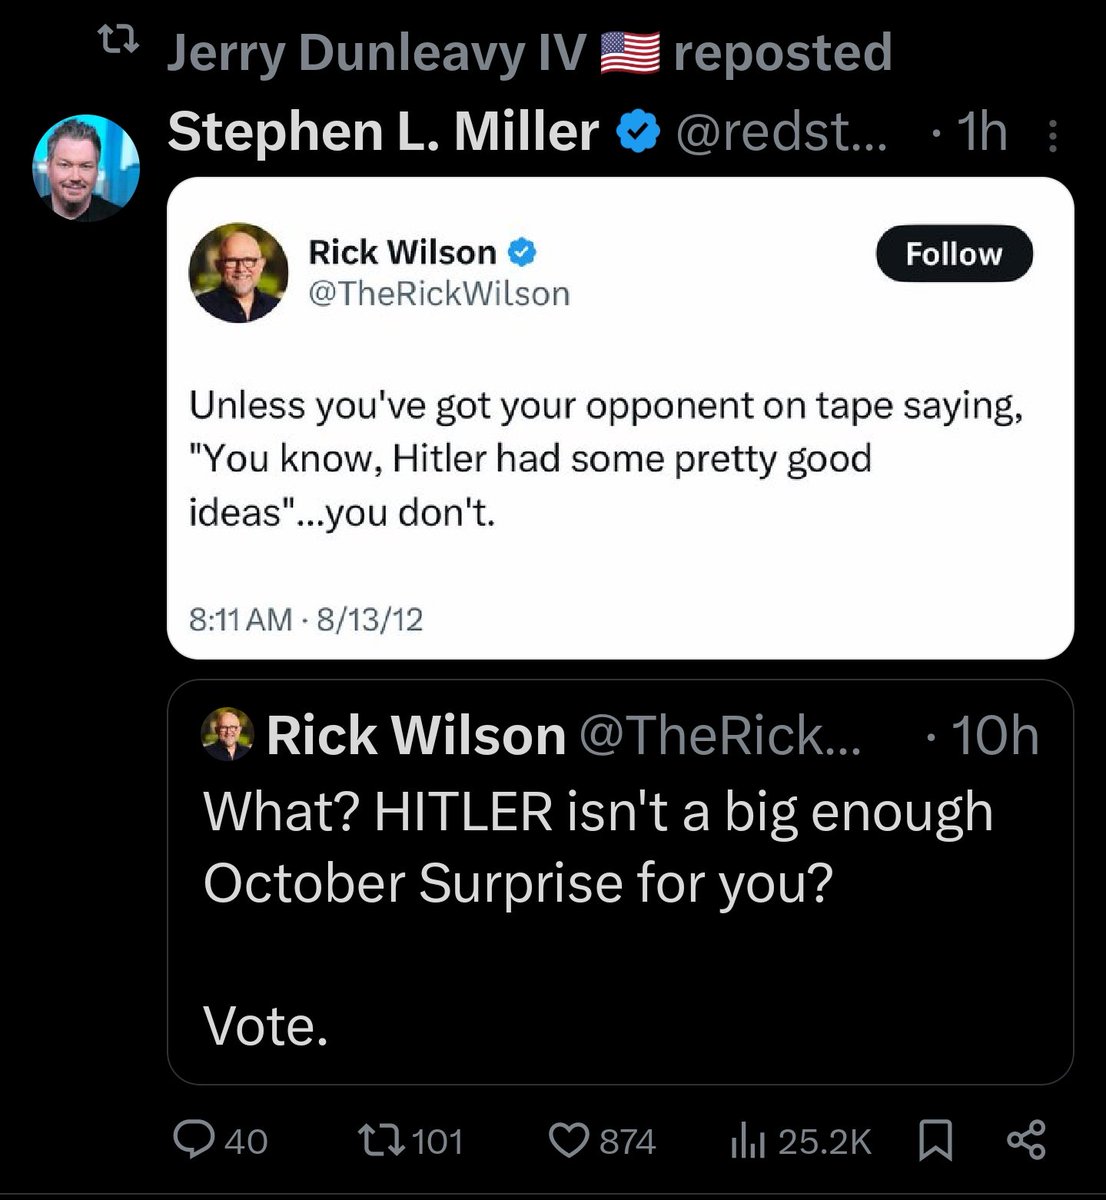 Jerry Dunleavy IV 🇺🇸 reposted
Stephen L. Miller @redst... · 1h
Rick Wilson
Follow
@TheRickWilson
Unless you've got your opponent on tape saying,
"You know, Hitler had some pretty good
ideas"...you don't.
8:11 AM · 8/13/12
Rick Wilson @TheRick... · 10h
What? HITLER isn't a big enough
October Surprise for you?
Vote.
40 101 874 25.2K